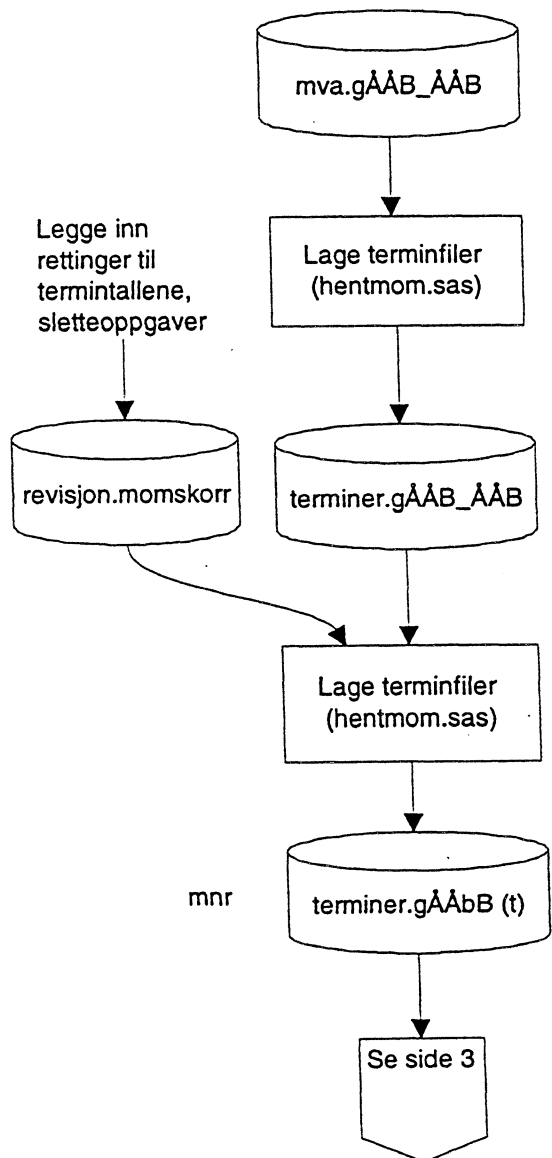 mva.gÅÅB_ÅÅB
Legge inn
rettinger til
termintallene,
sletteoppgaver
Lage terminfiler
(hentmom.sas)
revisjon.momskorr
terminer.gÅÅB_ÅÅB
Lage terminfiler
(hentmom.sas)
mnr
terminer.gÅÅbB (t)
Se side 3